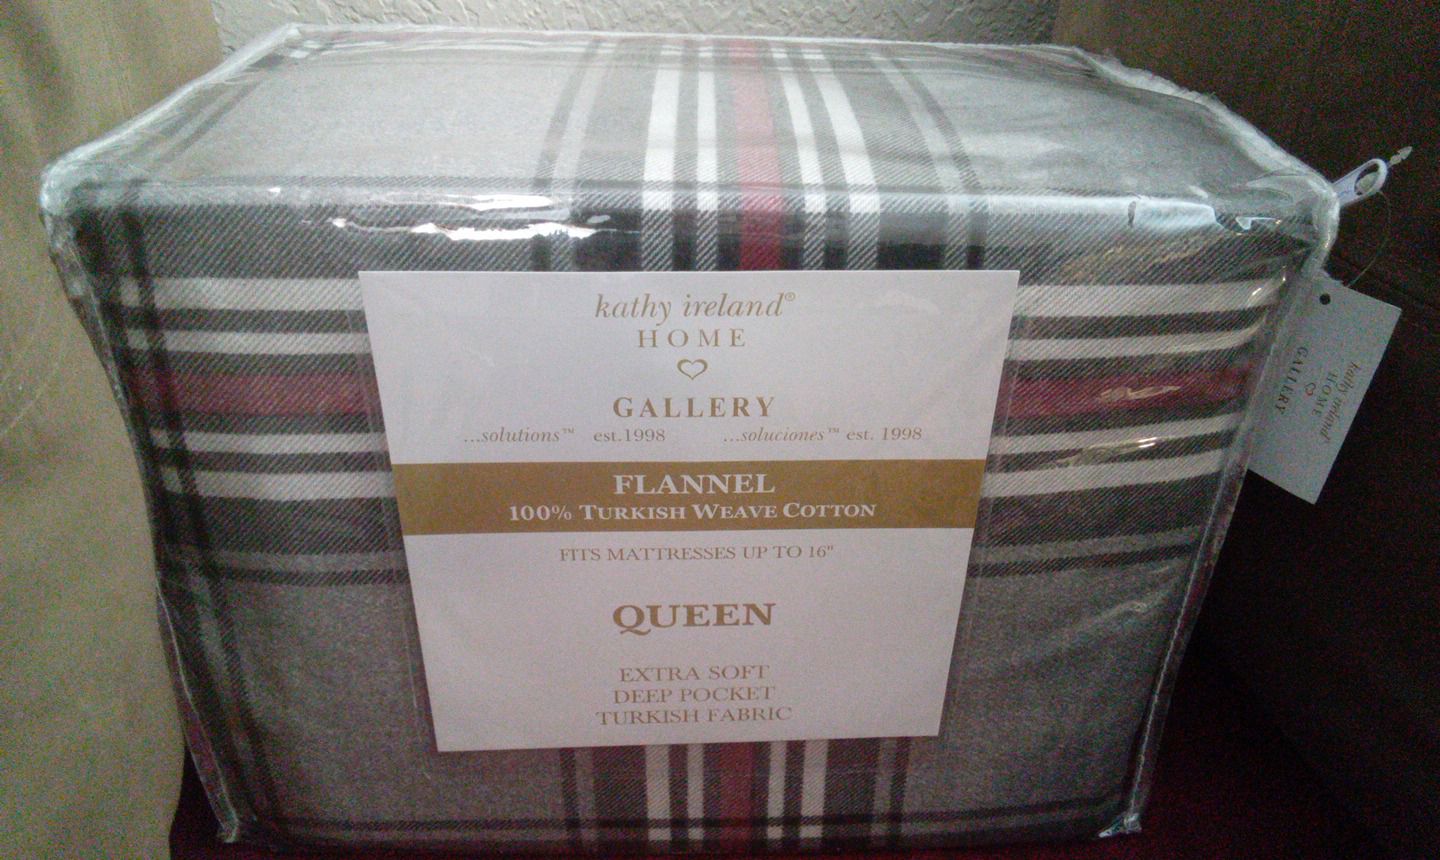 kathy ireland®
HOME
GALLERY
...solutions™ est.1998 ...soluciones™ est. 1998
FLANNEL
100% TURKISH WEAVE COTTON
FITS MATTRESSES UP TO 16"
QUEEN
EXTRA SOFT
DEEP POCKET
TURKISH FABRIC
kathy ireland®
HOME
GALLERY